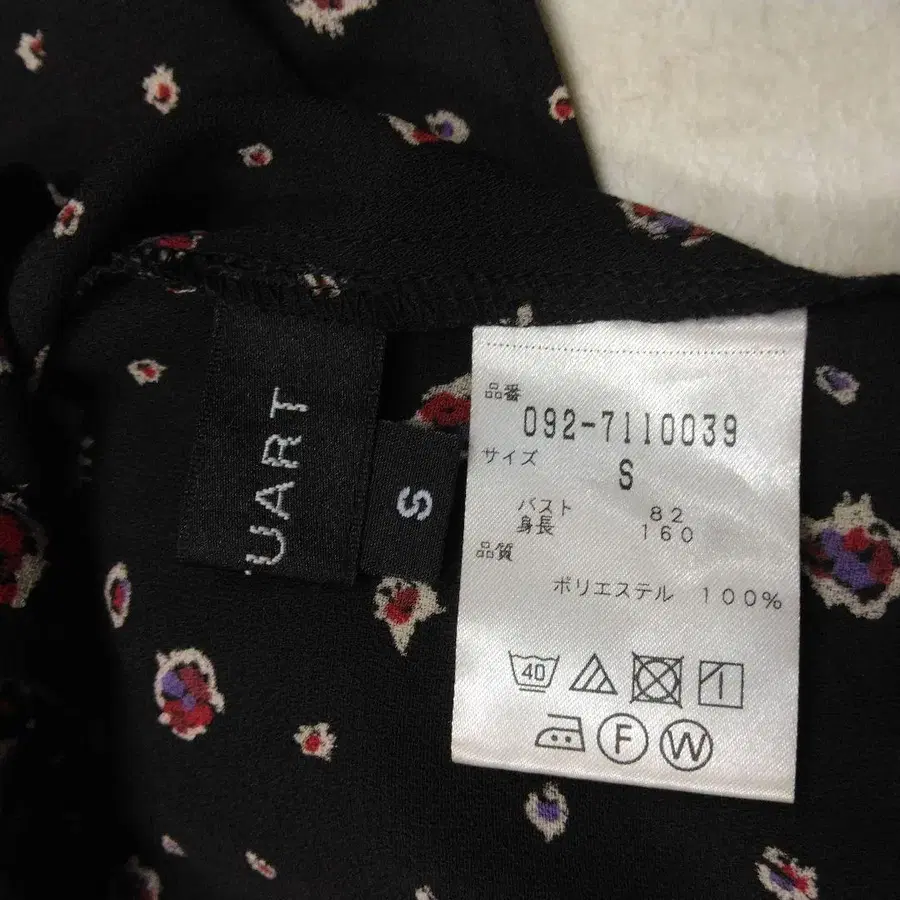 UART
S
品番
092-7110039
サイズ
S
バスト 82
身長 160
品質
ポリエステル 100%
40
F W